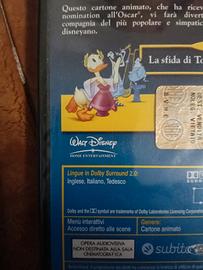 Questo cartone animato, che ha rice
nomination all'Oscar®, vi farà diver
compagnia del più popolare e simpatic
disneyano.
La sfida di To
WALT DISNEY
HOME ENTERTAINMENT
Lingue in Dolby Surround 2.0:
Inglese, Italiano, Tedesco
DOLBY
Dolby and the DD symbol are trademarks of Dolby Laboratories Licensing Corporation
Menù interattivi
Accesso diretto alle scene
Genere:
Cartone animato
OPERA AUDIOVISIVA
NON DESTINATA ALLA SALA
CINEMATOGRAFICA
subito